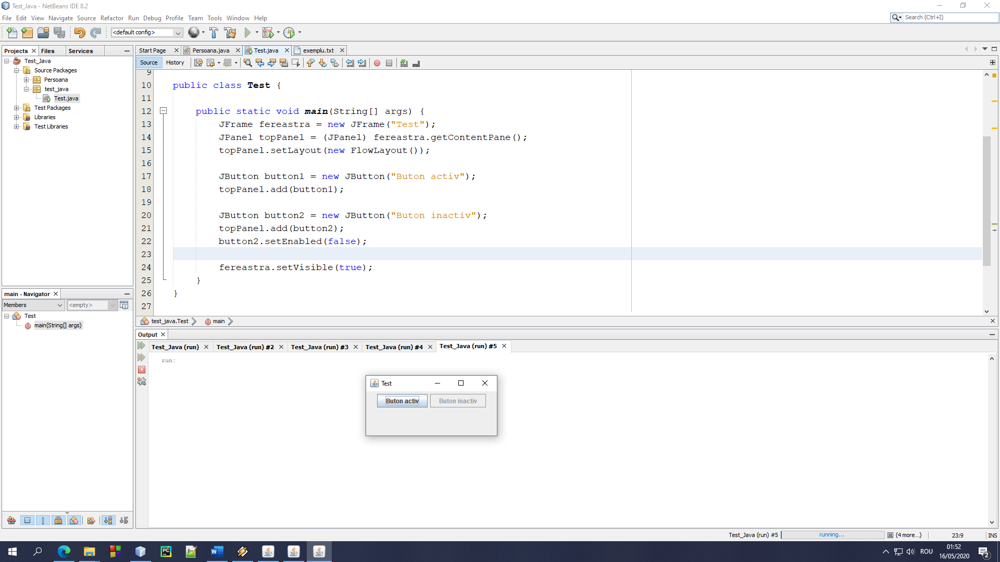 Test_Java - NetBeans IDE 8.2
File Edit View Navigate Source Refactor Run Debug Profile Team Tools Window Help
Search (Ctrl+I)
<default config>
Projects Files Services
Test_Java
Source Packages
Persoana
test_java
Test.java
Test Packages
Libraries
Test Libraries
Start Page Persoana.java Test.java exemplu.txt
Source History
9
10 public class Test {
11
12 public static void main(String[] args) {
13 JFrame fereastra = new JFrame("Test");
14 JPanel topPanel = (JPanel) fereastra.getContentPane();
15 topPanel.setLayout(new FlowLayout());
16
17 JButton button1 = new JButton("Buton activ");
18 topPanel.add(button1);
19
20 JButton button2 = new JButton("Buton inactiv");
21 topPanel.add(button2);
22 button2.setEnabled(false);
23
24 fereastra.setVisible(true);
25 }
26 }
27
test_java.Test main
main - Navigator
Members <empty>
Test
main(String[] args)
Output
Test_Java (run) Test_Java (run) #2 Test_Java (run) #3 Test_Java (run) #4 Test_Java (run) #5
run:
Test
Buton activ Buton inactiv
Test_Java (run) #5 running... (4 more...) 23:9 INS
ROU
01:52
16/05/2020
2